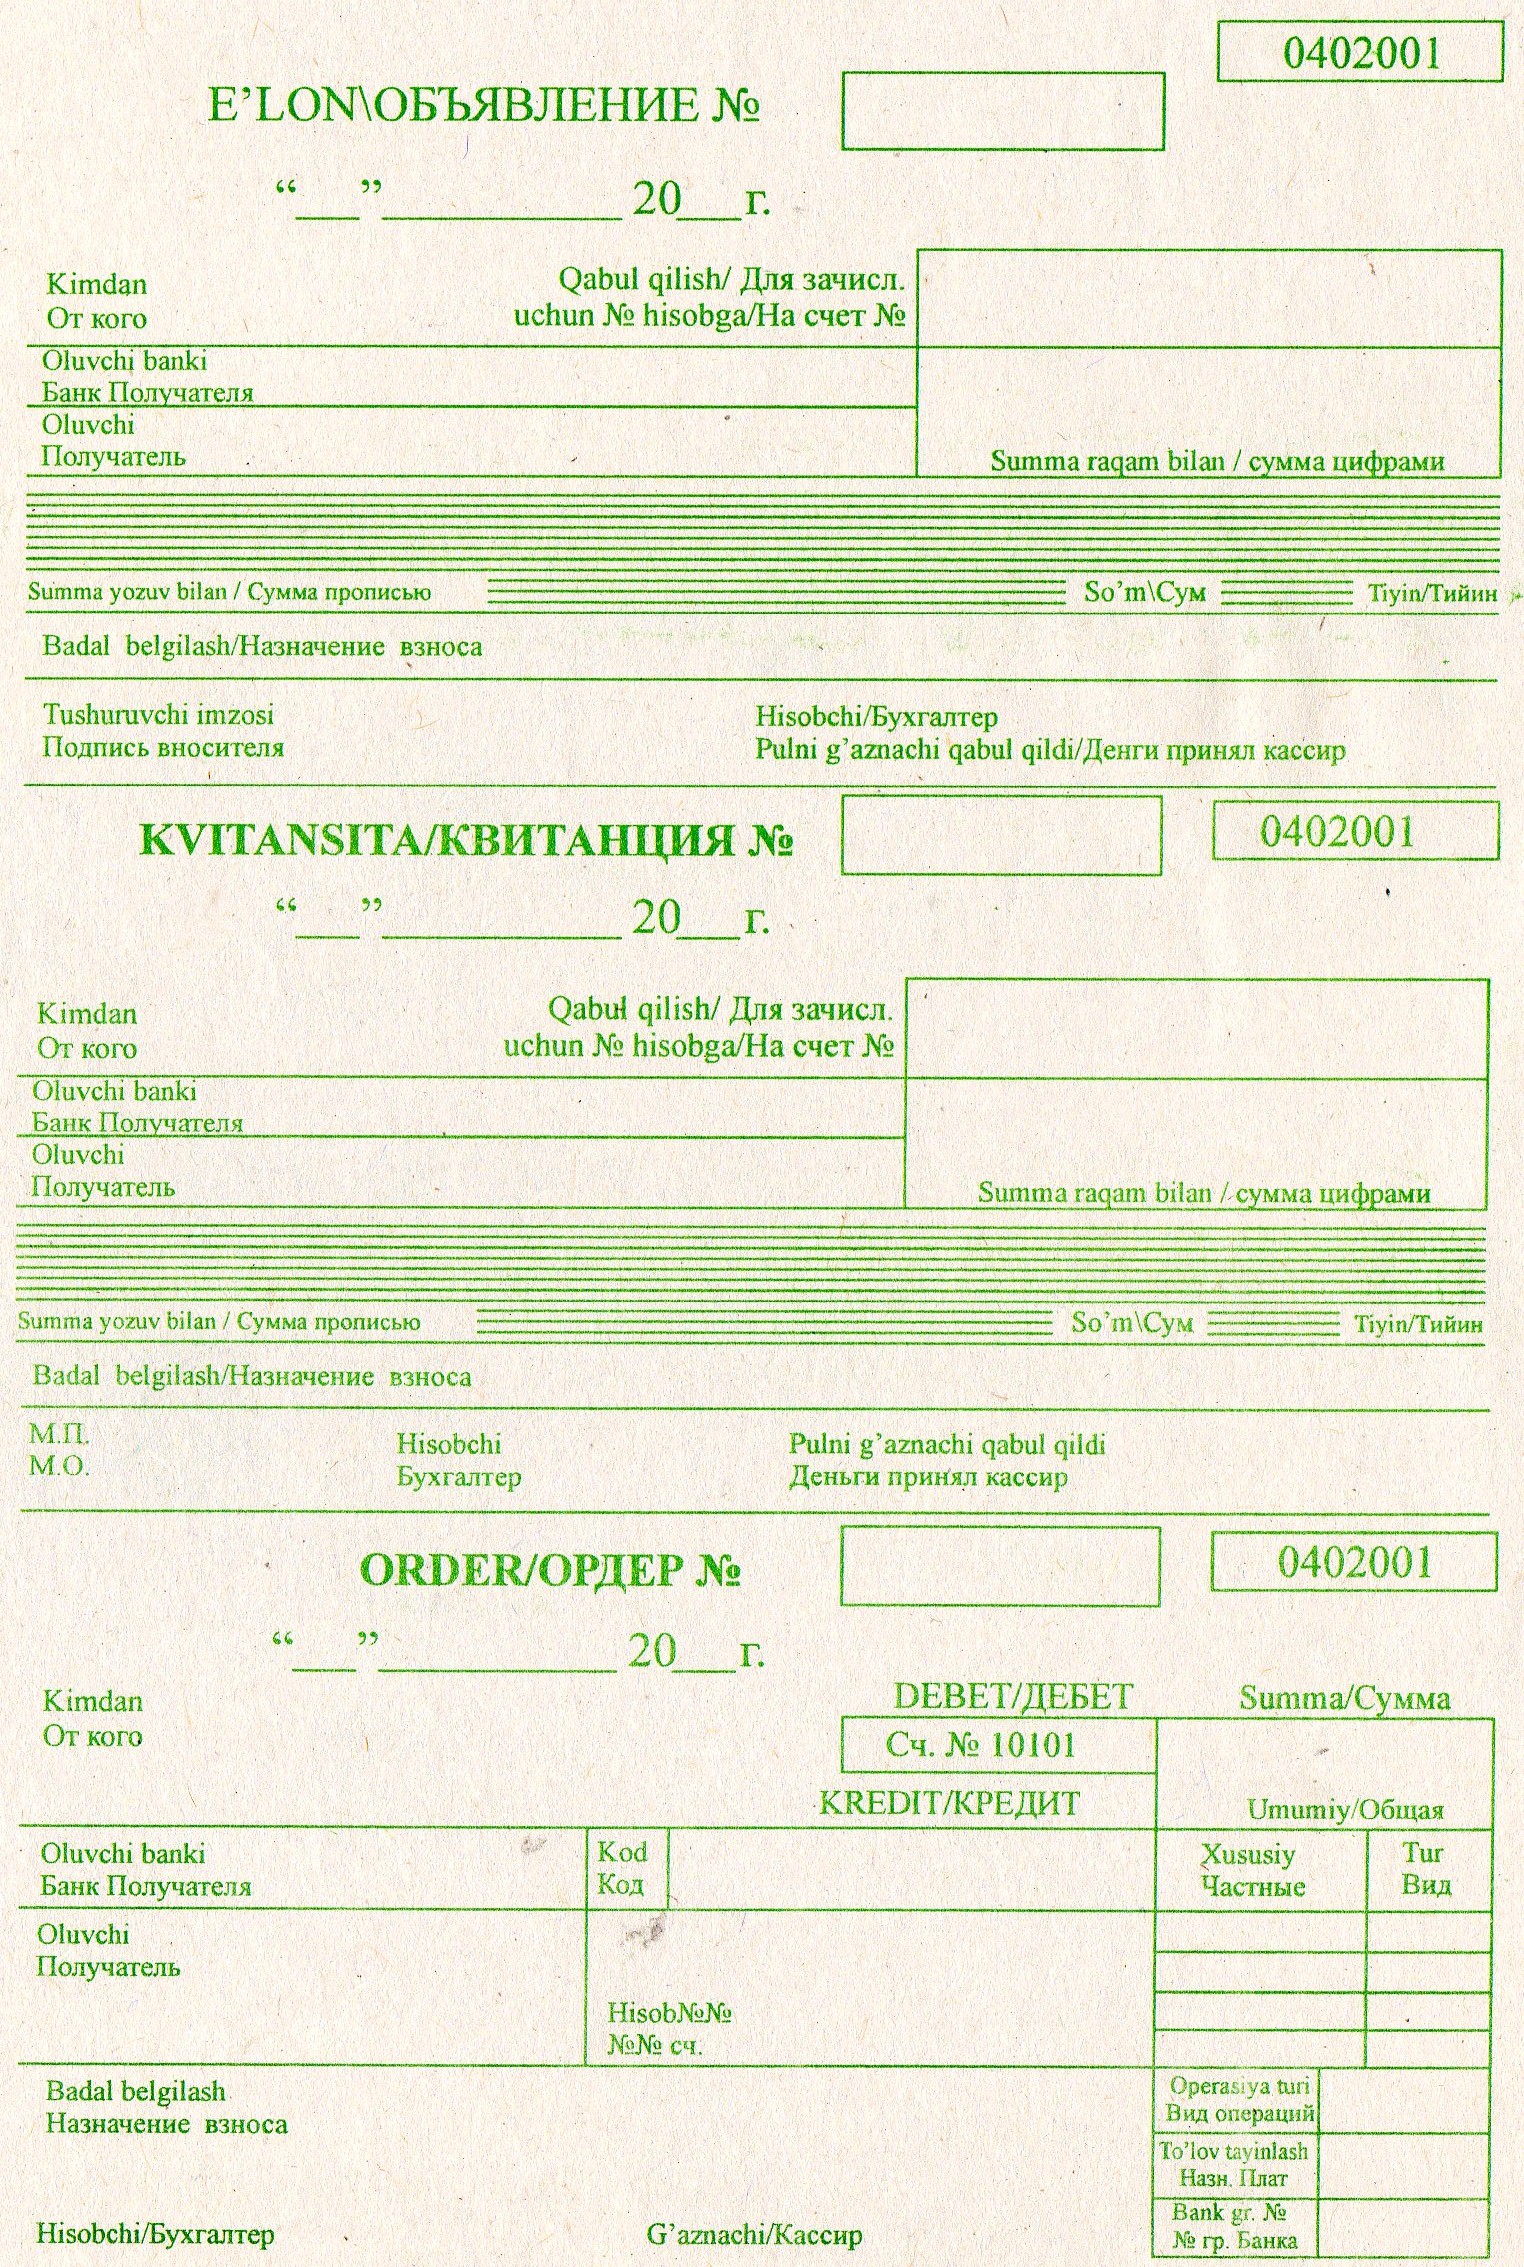 0402001
E’LON\ОБЪЯВЛЕНИЕ №
“___”__________ 20___г.
Kimdan
От кого
Qabul qilish/ Для зачисл.
uchun № hisobga/На счет №
Oluvchi banki
Банк Получателя
Oluvchi
Получатель
Summa raqam bilan / сумма цифрами
Summa yozuv bilan / Сумма прописью So’m\Сум Tiyin/Тийин
Badal belgilash/Назначение взноса
Tushuruvchi imzosi
Подпись вносителя
Hisobchi/Бухгалтер
Pulni g’aznachi qabul qildi/Денги принял кассир
KVITANSITA/КВИТАНЦИЯ №
0402001
“___”__________ 20___г.
Kimdan
От кого
Qabul qilish/ Для зачисл.
uchun № hisobga/На счет №
Oluvchi banki
Банк Получателя
Oluvchi
Получатель
Summa raqam bilan / сумма цифрами
Summa yozuv bilan / Сумма прописью So’m\Сум Tiyin/Тийин
Badal belgilash/Назначение взноса
М.П.
М.О.
Hisobchi
Бухгалтер
Pulni g’aznachi qabul qildi
Деньги принял кассир
ORDER/ОРДЕР №
0402001
“___”__________ 20___г.
Kimdan
От кого
DEBET/ДЕБЕТ
Summa/Сумма
Сч. № 10101
KREDIT/КРЕДИТ
Umumiy/Общая
Oluvchi banki
Банк Получателя
Kod
Код
Xususiy
Частные
Tur
Вид
Oluvchi
Получатель
Hisob№№
№№ сч.
Badal belgilash
Назначение взноса
Operasiya turi
Вид операций
To’lov tayinlash
Назн. Плат
Bank gr. №
№ гр. Банка
Hisobchi/Бухгалтер
G’aznachi/Кассир